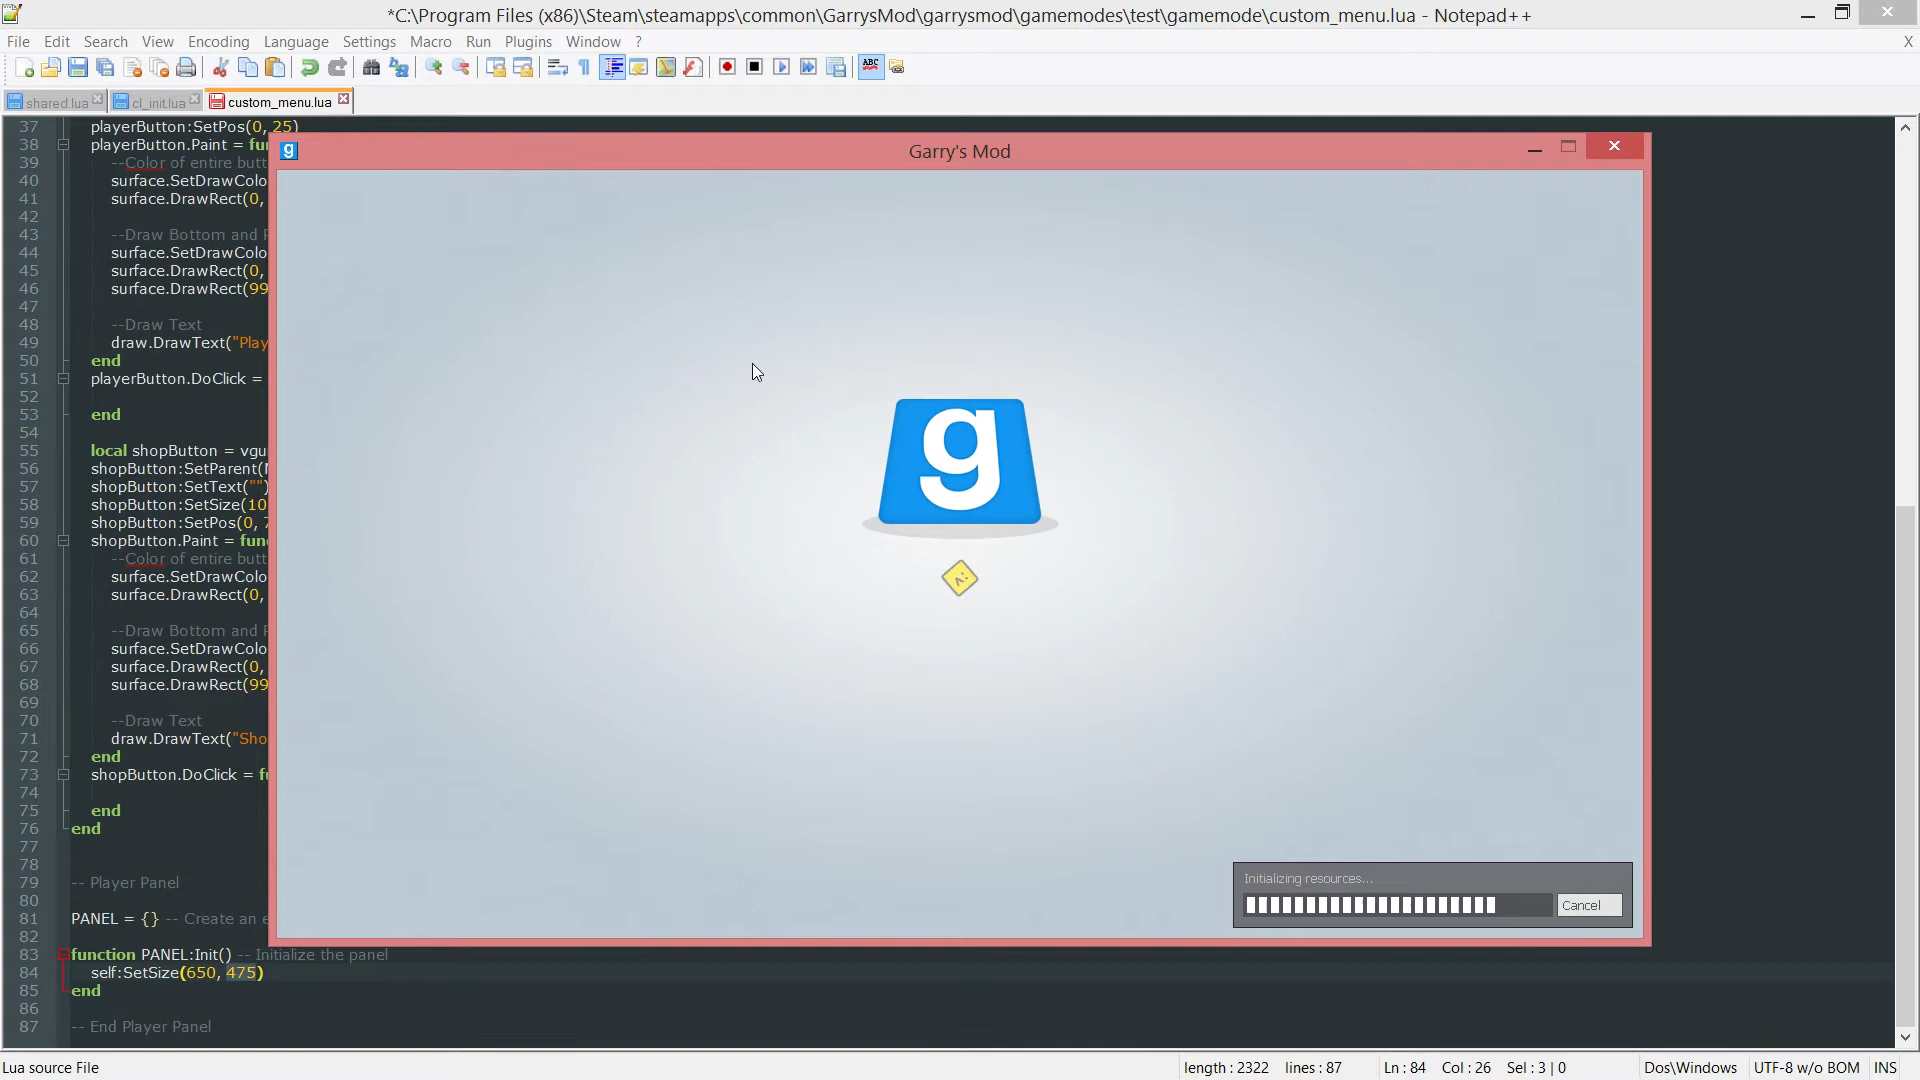 *C:\Program Files (x86)\Steam\steamapps\common\GarrysMod\garrysmod\gamemodes\test\gamemode\custom_menu.lua - Notepad++
File Edit Search View Encoding Language Settings Macro Run Plugins Window ? X
ABC
shared.lua cl_init.lua custom_menu.lua
37 playerButton:SetPos(0, 25)
38 playerButton.Paint = fun
39 --Color of entire butt
40 surface.SetDrawColo
41 surface.DrawRect(0,
42
43 --Draw Bottom and
44 surface.SetDrawColo
45 surface.DrawRect(0,
46 surface.DrawRect(99
47
48 --Draw Text
49 draw.DrawText("Play
50 end
51 playerButton.DoClick =
52
53 end
54
55 local shopButton = vgu
56 shopButton:SetParent(
57 shopButton:SetText("")
58 shopButton:SetSize(10
59 shopButton:SetPos(0, 7
60 shopButton.Paint = func
61 --Color of entire butt
62 surface.SetDrawColo
63 surface.DrawRect(0,
64
65 --Draw Bottom and
66 surface.SetDrawColo
67 surface.DrawRect(0,
68 surface.DrawRect(99
69
70 --Draw Text
71 draw.DrawText("Sho
72 end
73 shopButton.DoClick = fu
74
75 end
76 end
77
78
79 -- Player Panel
80
81 PANEL = {} -- Create an e
82
83 function PANEL:Init() -- Initialize the panel
84 self:SetSize(650, 475)
85 end
86
87 -- End Player Panel
g Garry's Mod
g
Initializing resources...
Cancel
Lua source File length : 2322 lines : 87 Ln : 84 Col : 26 Sel : 3 | 0 Dos\Windows UTF-8 w/o BOM INS